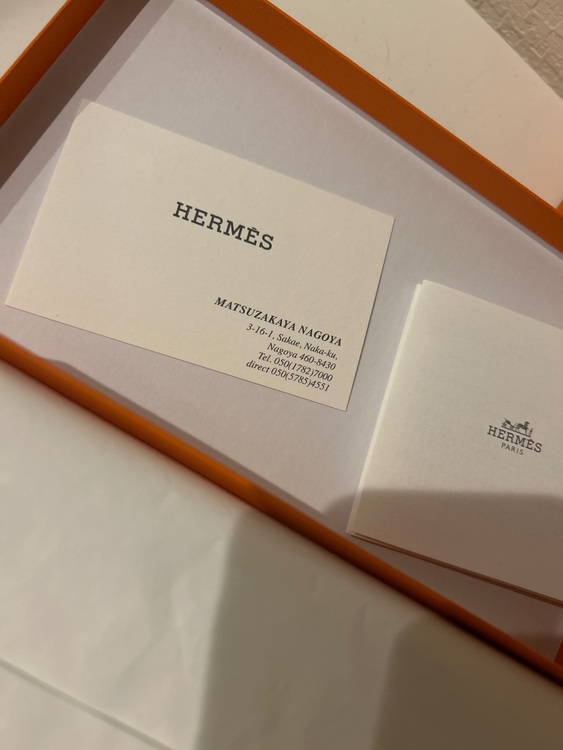 HERMÈS
MATSUZAKAYA NAGOYA
3-16-1, Sakae, Naka-ku,
Nagoya 460-8430
Tel. 050(1782)7000
direct 050(5785)4551
HERMÈS
PARIS